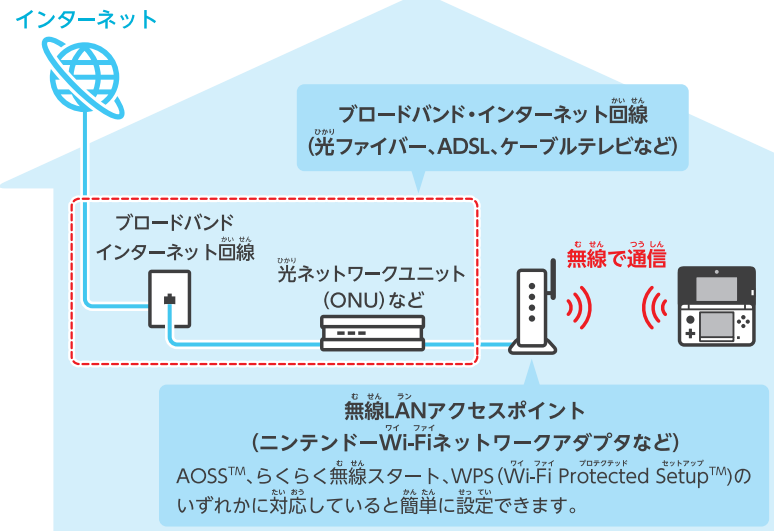 インターネット
ブロードバンド・インターネット回線
(光ファイバー、ADSL、ケーブルテレビなど)
ブロードバンド
インターネット回線
光ネットワークユニット
(ONU)など
無線で通信
無線LANアクセスポイント
(ニンテンドーWi-Fiネットワークアダプタなど)
AOSS™、らくらく無線スタート、WPS(Wi-Fi Protected Setup™)の
いずれかに対応していると簡単に設定できます。